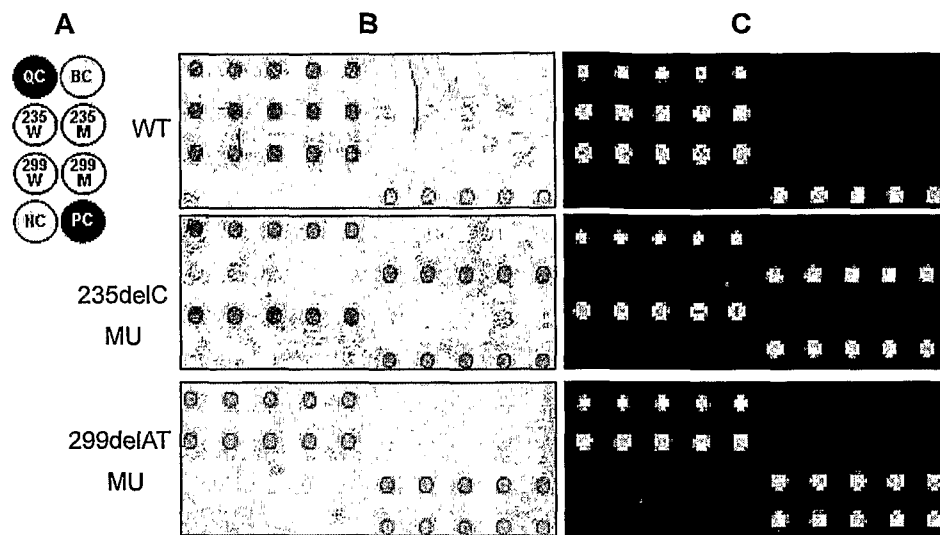 A B C
QC BC
235 W 235 M
299 W 299 M
NC PC
WT
235delC
MU
299delAT
MU